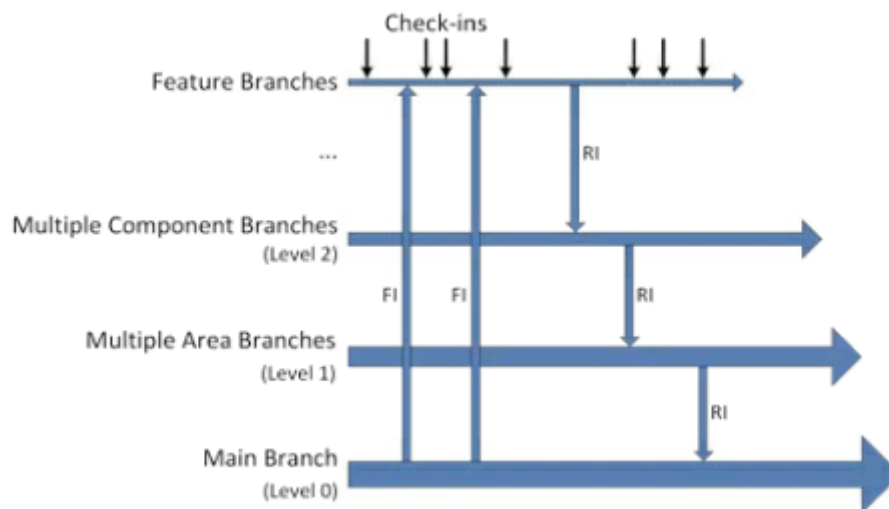 Check-ins
Feature Branches
...
RI
Multiple Component Branches
(Level 2)
FI
FI
RI
Multiple Area Branches
(Level 1)
RI
Main Branch
(Level 0)